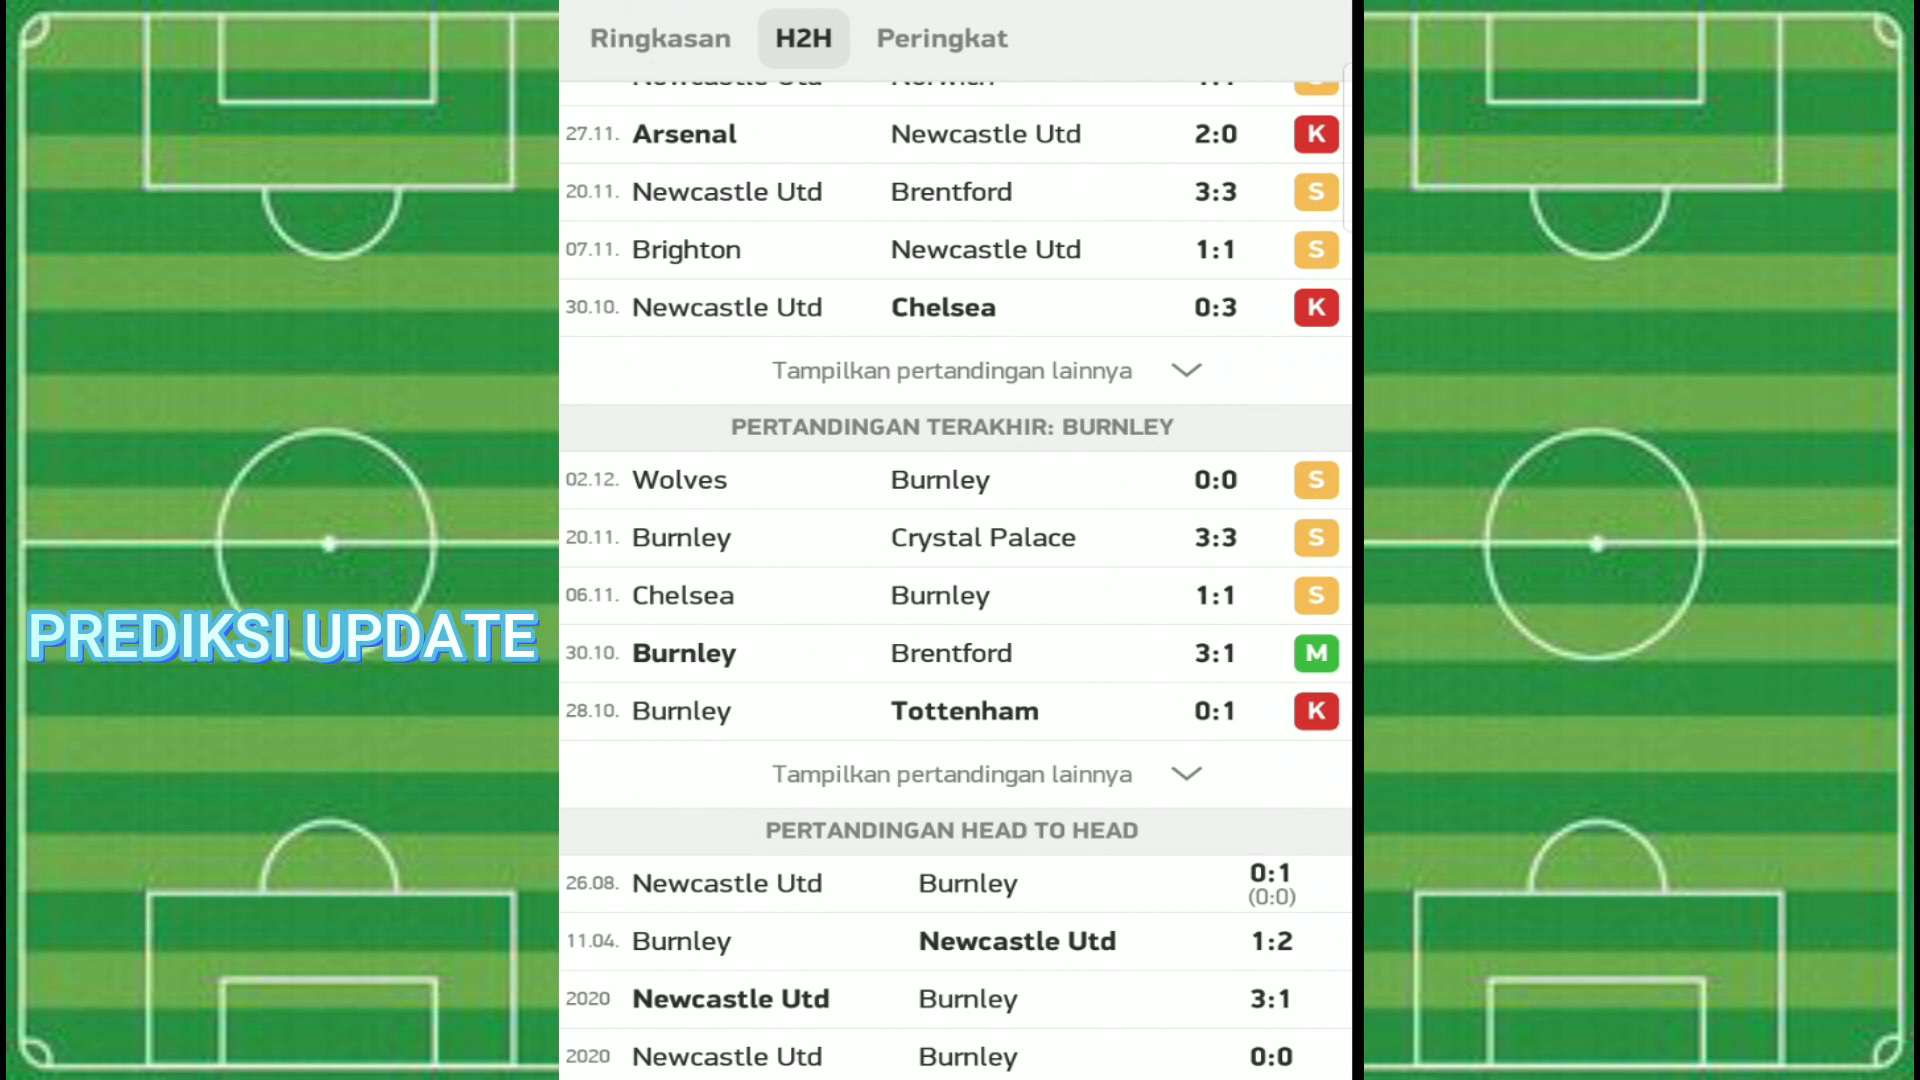 Ringkasan H2H Peringkat
Newcastle Utd Norwich 1:1 S
27.11. Arsenal Newcastle Utd 2:0 K
20.11. Newcastle Utd Brentford 3:3 S
07.11. Brighton Newcastle Utd 1:1 S
30.10. Newcastle Utd Chelsea 0:3 K
Tampilkan pertandingan lainnya
PERTANDINGAN TERAKHIR: BURNLEY
02.12. Wolves Burnley 0:0 S
20.11. Burnley Crystal Palace 3:3 S
06.11. Chelsea Burnley 1:1 S
30.10. Burnley Brentford 3:1 M
28.10. Burnley Tottenham 0:1 K
Tampilkan pertandingan lainnya
PERTANDINGAN HEAD TO HEAD
26.08. Newcastle Utd Burnley 0:1
(0:0)
11.04. Burnley Newcastle Utd 1:2
2020 Newcastle Utd Burnley 3:1
2020 Newcastle Utd Burnley 0:0
PREDIKSI UPDATE